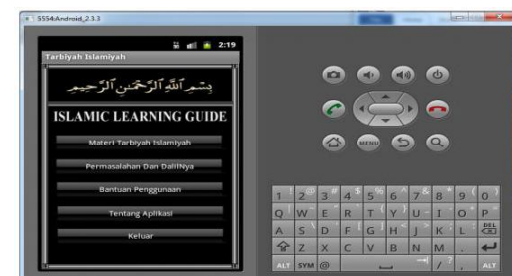 5554:Android_2.3.3
2:19
Tarbiyah Islamiyah
بِسْمِ اللَّهِ الرَّحْمَٰنِ الرَّحِيمِ
ISLAMIC LEARNING GUIDE
Materi Tarbiyah Islamiyah
Permasalahan Dan DalilNya
Bantuan Penggunaan
Tentang Aplikasi
Keluar
MENU
1 ! 2 @ 3 # 4 $ 5 % 6 ^ 7 & 8 * 9 ( 0 )
Q W E R T Y U I O P
A S D F G H J K L DEL
Z X C V B N M .
ALT SYM @ / ? , ALT